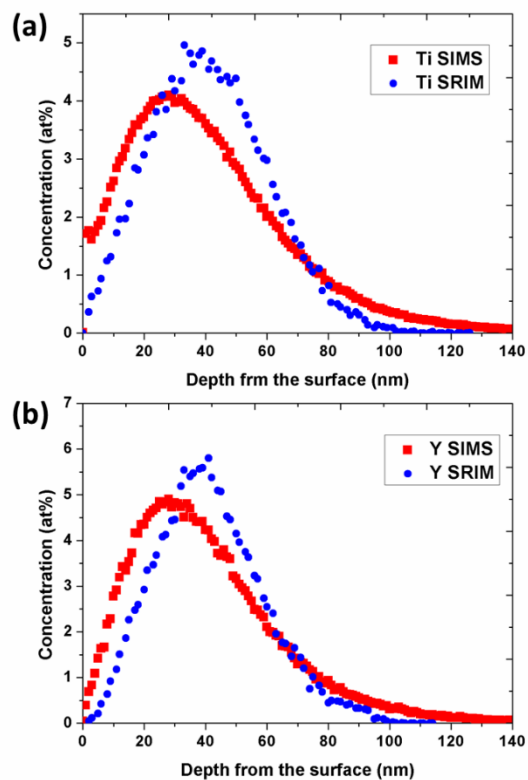 (a)
Ti SIMS
Ti SRIM
Concentration (at%)
5
4
3
2
1
0
0 20 40 60 80 100 120 140
Depth frm the surface (nm)
(b)
Y SIMS
Y SRIM
Concentration (at%)
7
6
5
4
3
2
1
0
0 20 40 60 80 100 120 140
Depth from the surface (nm)